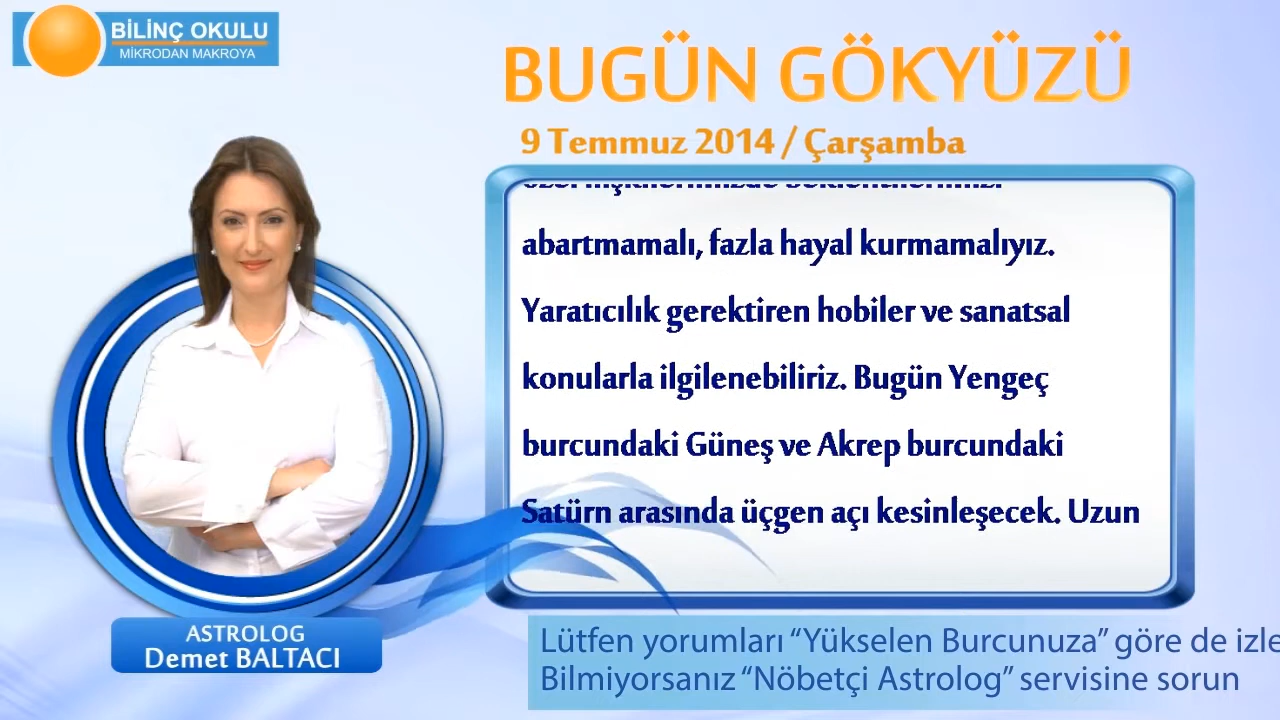 BİLİNÇ OKULU
MİKRODAN MAKROYA
BUGÜN GÖKYÜZÜ
9 Temmuz 2014 / Çarşamba
abartmamalı, fazla hayal kurmamalıyız.
Yaratıcılık gerektiren hobiler ve sanatsal
konularla ilgilenebiliriz. Bugün Yengeç
burcundaki Güneş ve Akrep burcundaki
Satürn arasında üçgen açı kesinleşecek. Uzun
ASTROLOG
Demet BALTACI
Lütfen yorumları “Yükselen Burcunuza” göre de izle
Bilmiyorsanız “Nöbetçi Astrolog” servisine sorun